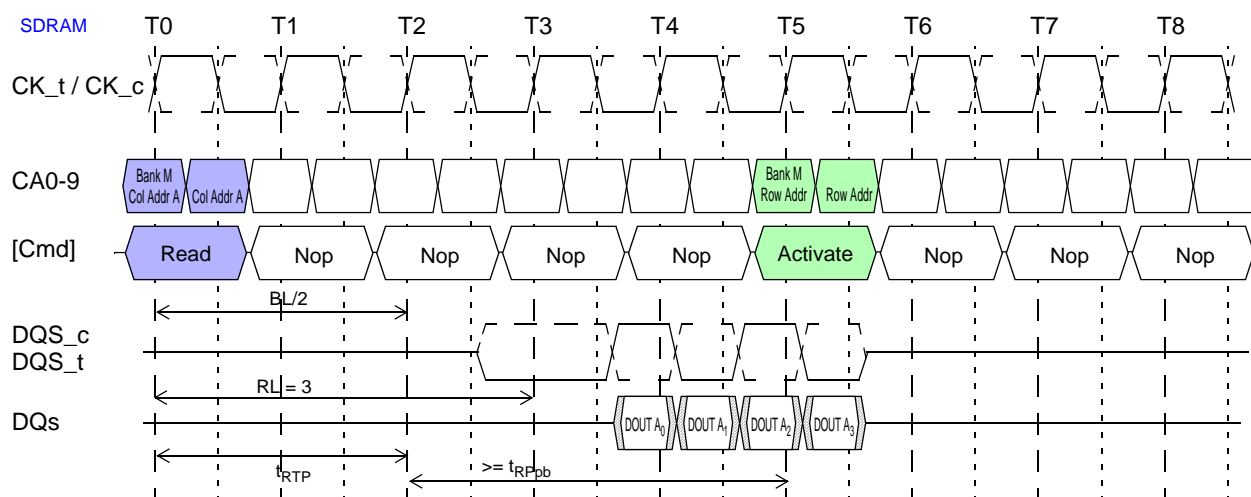 SDRAM T0 T1 T2 T3 T4 T5 T6 T7 T8
CK_t / CK_c
CA0-9
Bank M
Col Addr A
Col Addr A
Bank M
Row Addr
Row Addr
[Cmd] Read Nop Nop Nop Nop Activate Nop Nop Nop
BL/2
DQS_c
DQS_t
RL = 3
DQs DOUT A0 DOUT A1 DOUT A2 DOUT A3
tRTP >= tRPpb